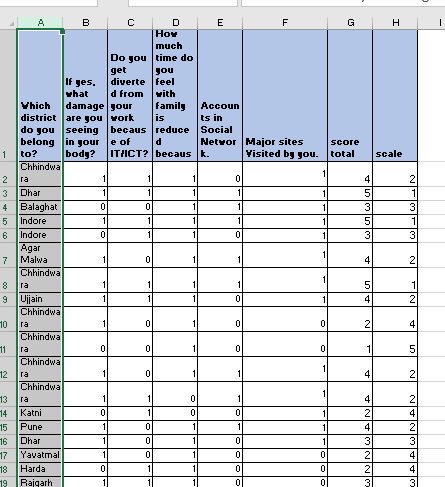 A B C D E F G H I
Which
district
do you
belong
to?
If yes,
what
damage
are you
seeing
in your
body?
Do you
get
diverte
d from
your
work
becaus
e of
IT/ICT?
How
much
time do
you
feel
with
family
is
reduce
d
becaus
Accoun
ts in
Social
Networ
k.
Major sites
Visited by you.
score
total
scale
1
Chhindwa
2 ra 1 1 1 0 1 4 2
3 Dhar 1 1 1 1 1 5 1
4 Balaghat 0 0 1 1 1 3 3
5 Indore 1 1 1 1 1 5 1
6 Indore 0 1 1 0 1 3 3
Agar
7 Malwa 1 0 1 1 1 4 2
Chhindwa
8 ra 1 1 1 1 1 5 1
9 Ujjain 1 1 1 0 1 4 2
Chhindwa
10 ra 1 0 1 0 0 2 4
Chhindwa
11 ra 0 0 1 0 0 1 5
Chhindwa
12 ra 1 0 1 1 1 4 2
Chhindwa
13 ra 1 1 0 1 1 4 2
14 Katni 0 1 0 0 1 2 4
15 Pune 1 0 1 1 1 4 2
16 Dhar 1 0 1 0 1 3 3
17 Yavatmal 1 0 1 0 0 2 4
18 Harda 0 1 1 0 0 2 4
19 Rajgarh 1 0 1 1 0 3 3